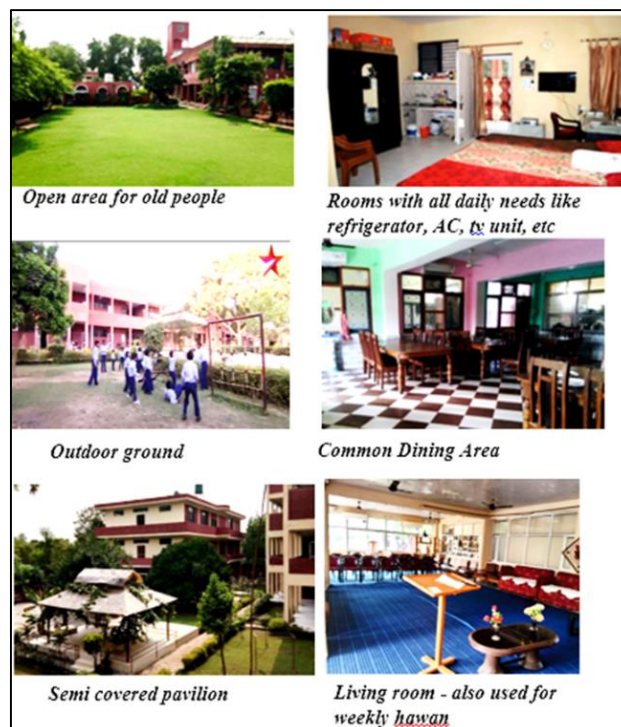 Open area for old people
Rooms with all daily needs like
refrigerator, AC, tv unit, etc
Outdoor ground
Common Dining Area
Semi covered pavilion
Living room - also used for
weekly hawan